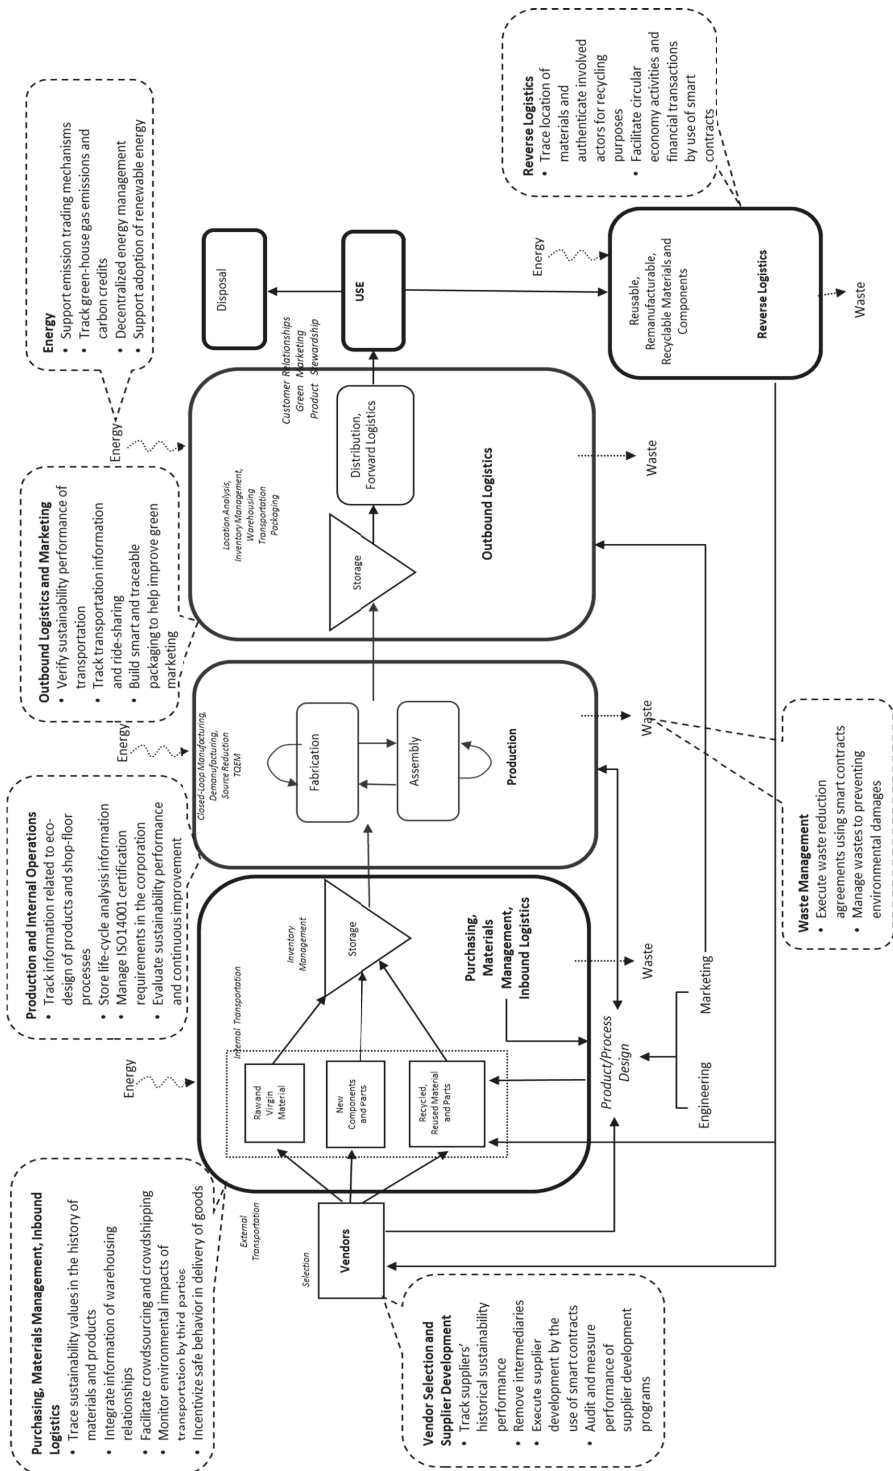 Purchasing, Materials Management, Inbound
Logistics
• Trace sustainability values in the history of
materials and products
• Integrate information of warehousing
relationships
• Facilitate crowdsourcing and crowdshipping
• Monitor environmental impacts of
transportation by third parties
• Incentivize safe behavior in delivery of goods
Production and Internal Operations
• Track information related to eco-
design of products and shop-floor
processes
• Store life-cycle analysis information
• Manage ISO14001 certification
requirements in the corporation
• Evaluate sustainability performance
and continuous improvement
Outbound Logistics and Marketing
• Verify sustainability performance of
transportation
• Track transportation information
and ride-sharing
• Build smart and traceable
packaging to help improve green
marketing
Energy
• Support emission trading mechanisms
• Track green-house gas emissions and
carbon credits
• Decentralized energy management
• Support adoption of renewable energy
Energy
Energy
Energy
External
Transportation
Selection
Vendors
Internal Transportation
Raw and
Virgin
Material
New
Components
and Parts
Recycled,
Reused Material
and Parts
Inventory
Management
Storage
Purchasing,
Materials
Management,
Inbound Logistics
Closed-Loop Manufacturing,
Demanufacturing,
Source Reduction
TQEM
Fabrication
Assembly
Production
Location Analysis,
Inventory Management,
Warehousing
Transportation
Packaging
Storage
Distribution,
Forward Logistics
Outbound Logistics
Customer Relationships
Green Marketing
Product Stewardship
Disposal
USE
Energy
Reusable,
Remanufacturable,
Recyclable Materials and
Components
Reverse Logistics
Waste
Waste
Waste
Waste
Reverse Logistics
• Trace location of
materials and
authenticate involved
actors for recycling
purposes
• Facilitate circular
economy activities and
financial transactions
by use of smart
contracts
Product/Process
Design
Engineering
Marketing
Vendor Selection and
Supplier Development
• Track suppliers'
historical sustainability
performance
• Remove intermediaries
• Execute supplier
development by the
use of smart contracts
• Audit and measure
performance of
supplier development
programs
Waste Management
• Execute waste reduction
agreements using smart contracts
• Manage wastes to preventing
environmental damages